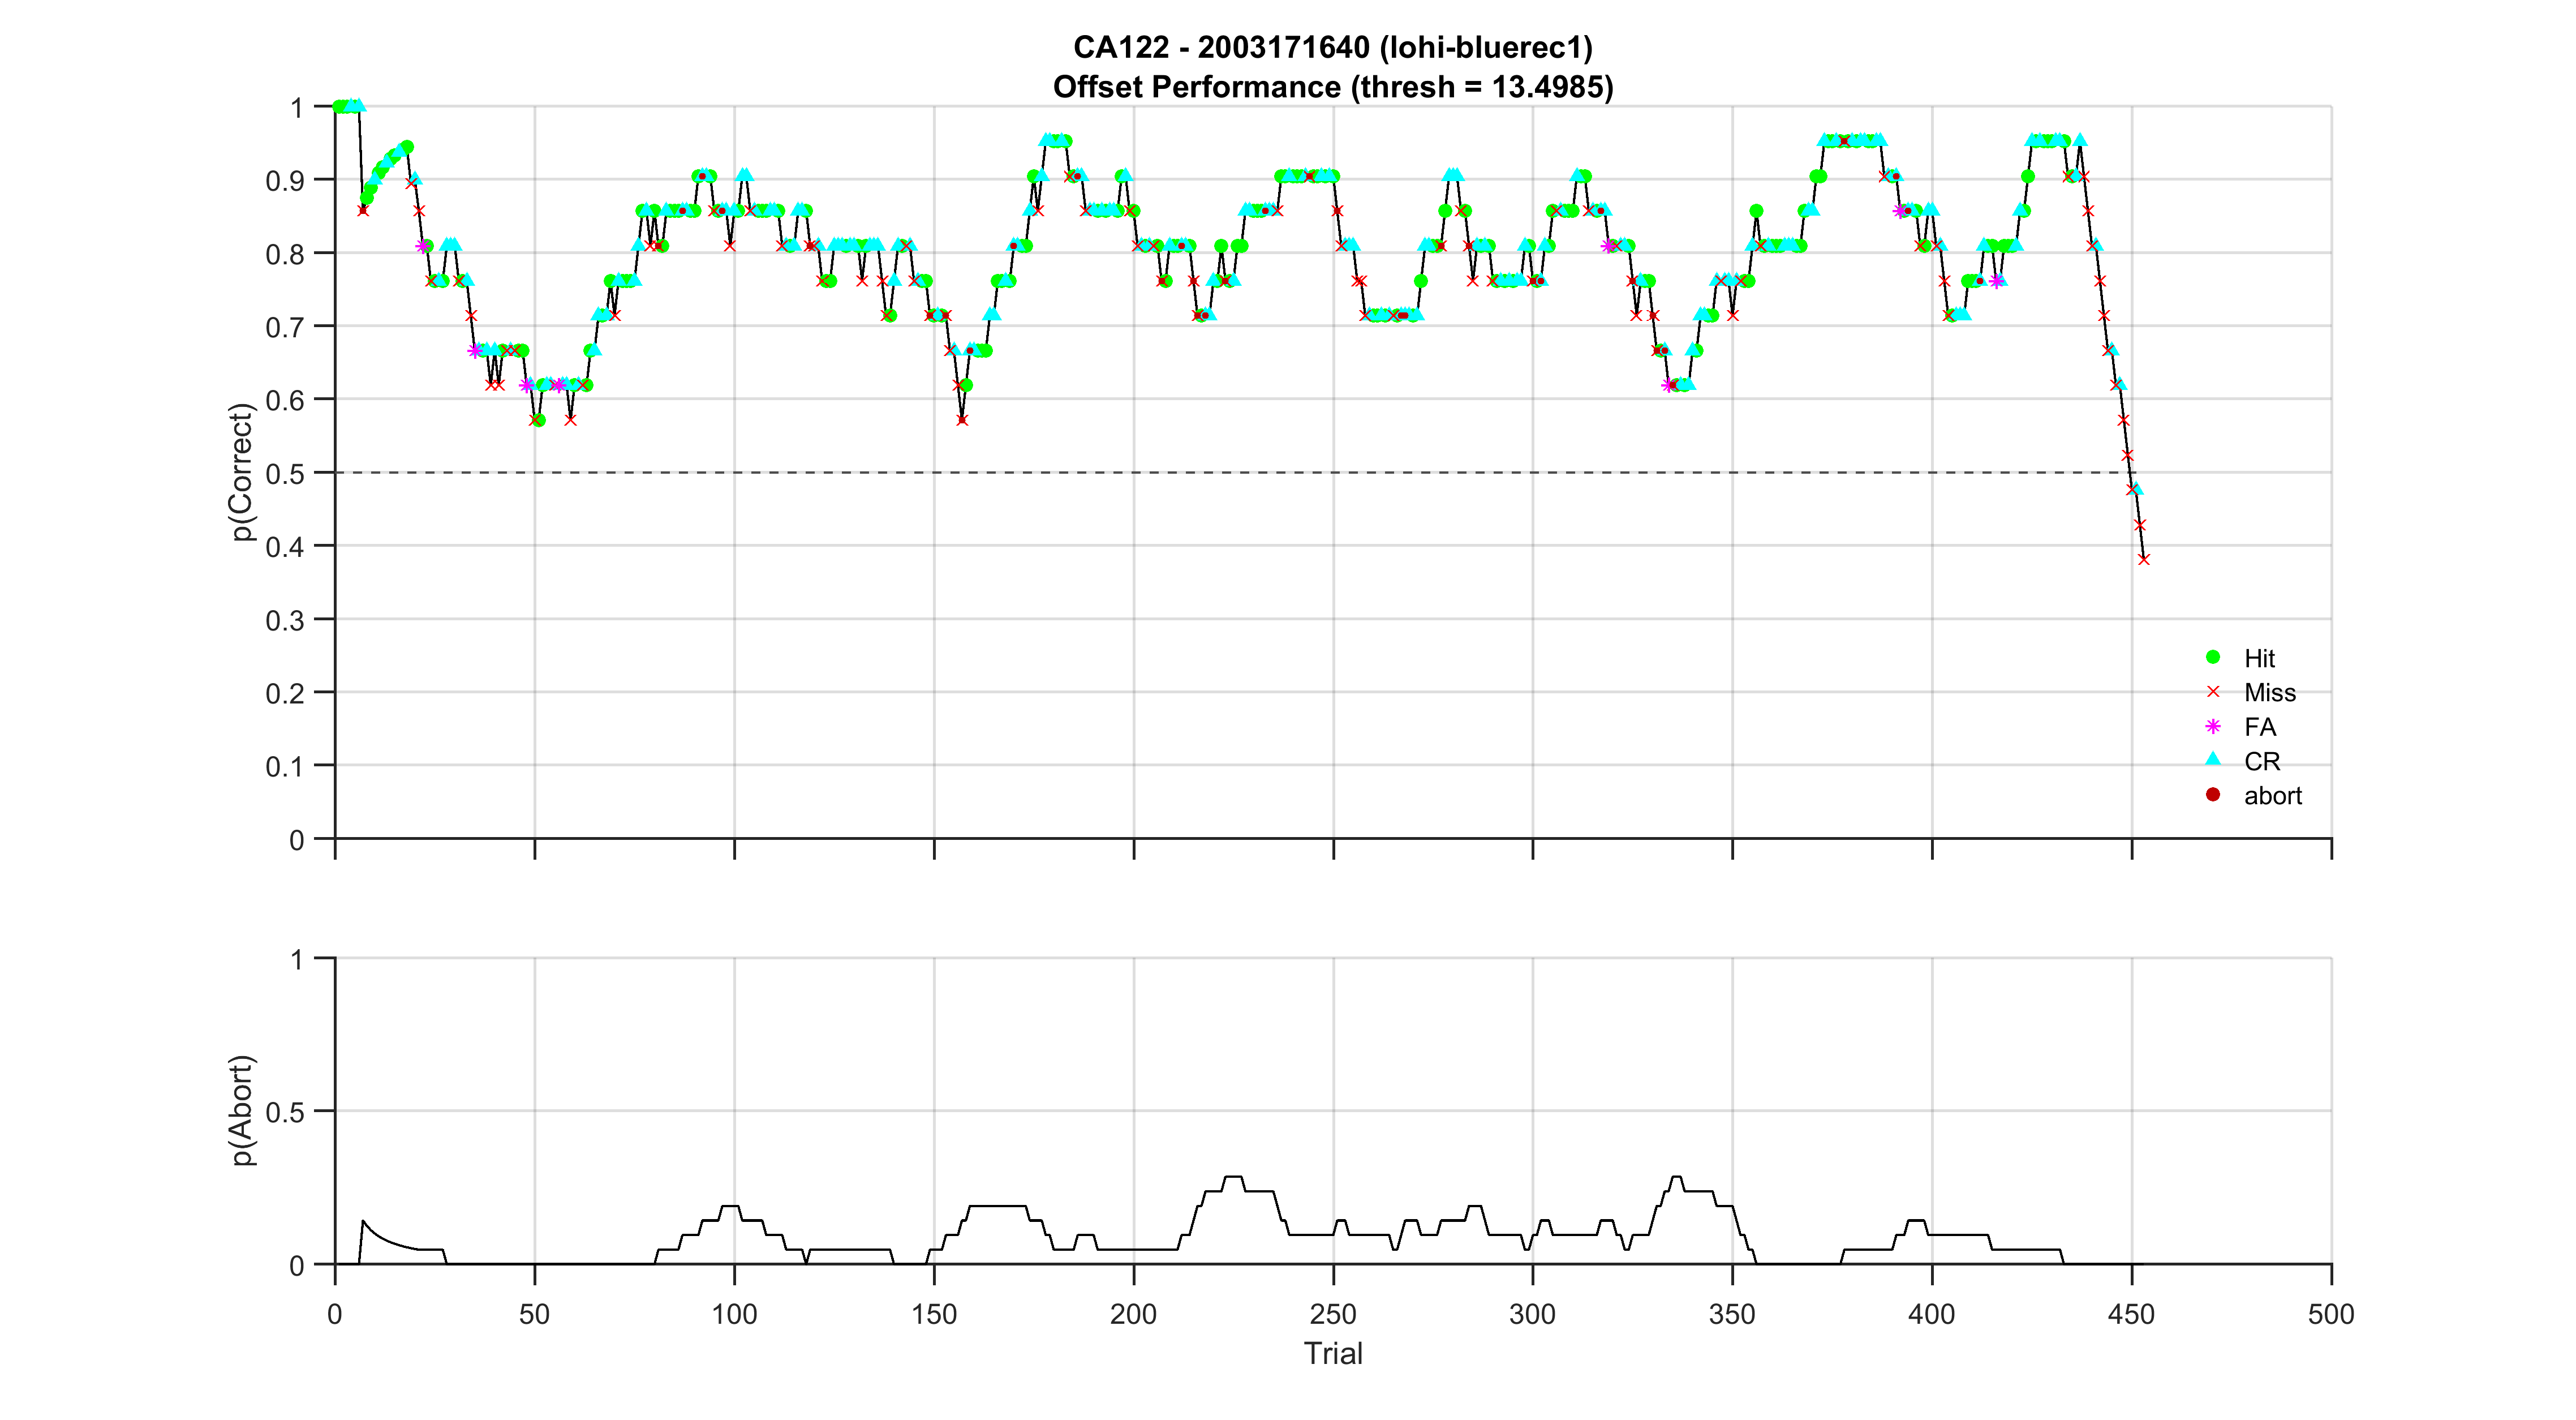 CA122 - 2003171640 (lohi-bluerec1)
Offset Performance (thresh = 13.4985)
1
0.9
0.8
0.7
0.6
0.5
0.4
0.3
0.2
0.1
0
p(Correct)
Hit
Miss
FA
CR
abort
1
0.5
0
p(Abort)
0 50 100 150 200 250 300 350 400 450 500
Trial